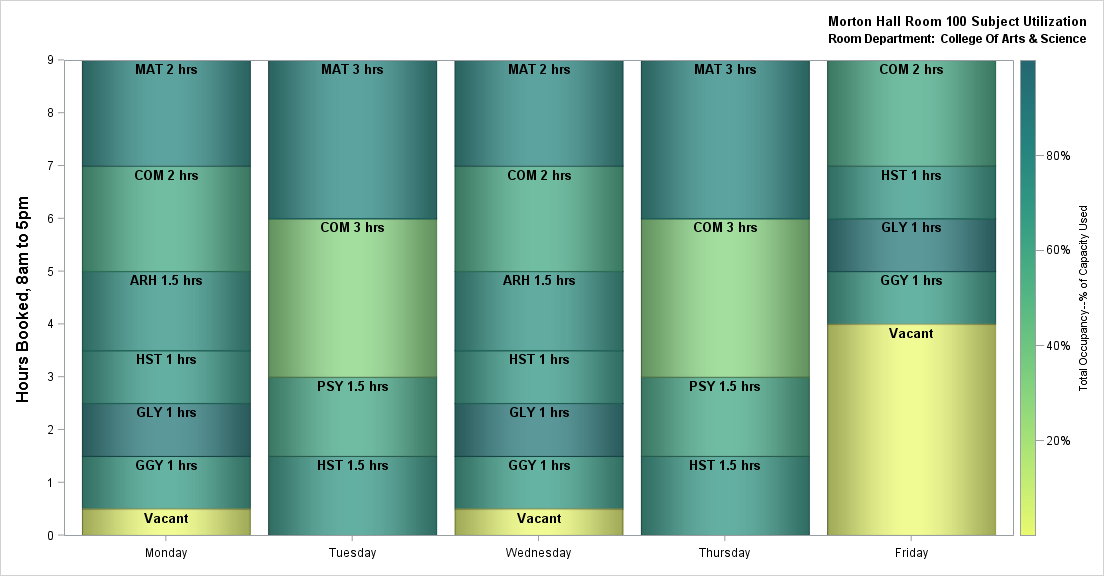 Morton Hall Room 100 Subject Utilization
Room Department: College Of Arts & Science
Hours Booked, 8am to 5pm
9
8
7
6
5
4
3
2
1
0
MAT 2 hrs
COM 2 hrs
ARH 1.5 hrs
HST 1 hrs
GLY 1 hrs
GGY 1 hrs
Vacant
Monday
MAT 3 hrs
COM 3 hrs
PSY 1.5 hrs
HST 1.5 hrs
Tuesday
MAT 2 hrs
COM 2 hrs
ARH 1.5 hrs
HST 1 hrs
GLY 1 hrs
GGY 1 hrs
Vacant
Wednesday
MAT 3 hrs
COM 3 hrs
PSY 1.5 hrs
HST 1.5 hrs
Thursday
COM 2 hrs
HST 1 hrs
GLY 1 hrs
GGY 1 hrs
Vacant
Friday
80%
60%
40%
20%
Total Occupancy--% of Capacity Used